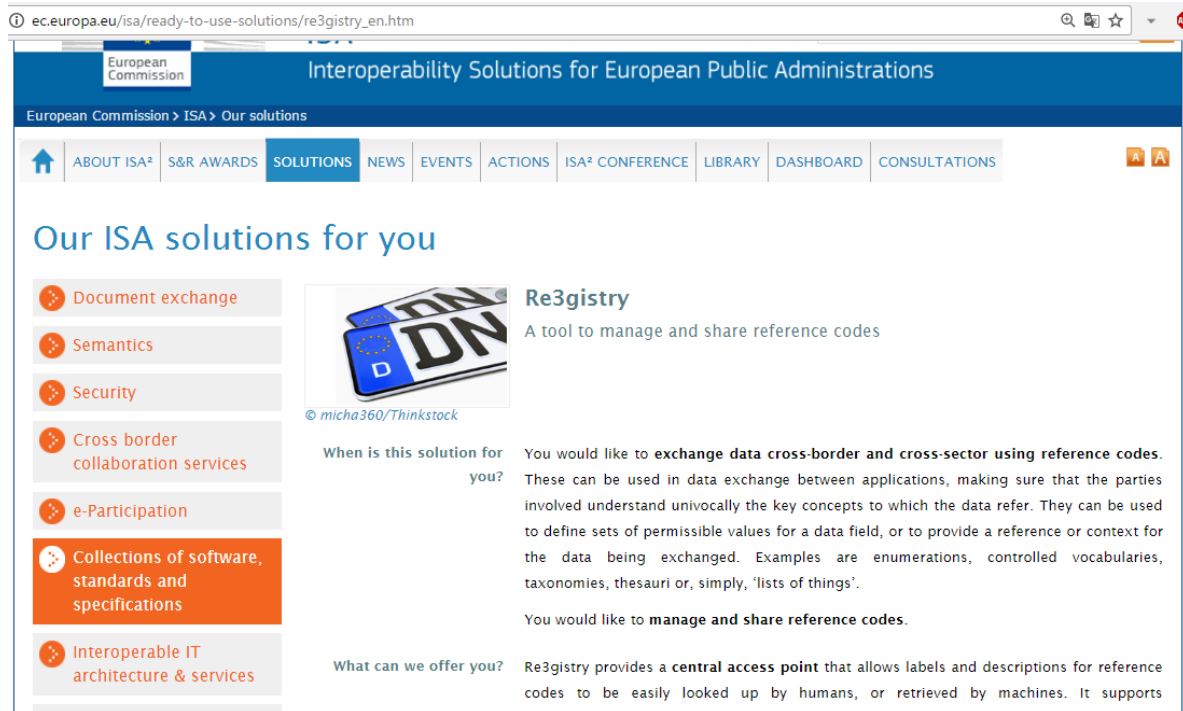 ec.europa.eu/isa/ready-to-use-solutions/re3gistry_en.htm
European
Commission
Interoperability Solutions for European Public Administrations
European Commission > ISA > Our solutions
ABOUT ISA² S&R AWARDS SOLUTIONS NEWS EVENTS ACTIONS ISA² CONFERENCE LIBRARY DASHBOARD CONSULTATIONS
A A
Our ISA solutions for you
Document exchange
Semantics
Security
Cross border
collaboration services
e-Participation
Collections of software,
standards and
specifications
Interoperable IT
architecture & services
DN
DN
D
© micha360/Thinkstock
Re3gistry
A tool to manage and share reference codes
When is this solution for
you?
You would like to exchange data cross-border and cross-sector using reference codes.
These can be used in data exchange between applications, making sure that the parties
involved understand univocally the key concepts to which the data refer. They can be used
to define sets of permissible values for a data field, or to provide a reference or context for
the data being exchanged. Examples are enumerations, controlled vocabularies,
taxonomies, thesauri or, simply, ‘lists of things’.
You would like to manage and share reference codes.
What can we offer you?
Re3gistry provides a central access point that allows labels and descriptions for reference
codes to be easily looked up by humans, or retrieved by machines. It supports